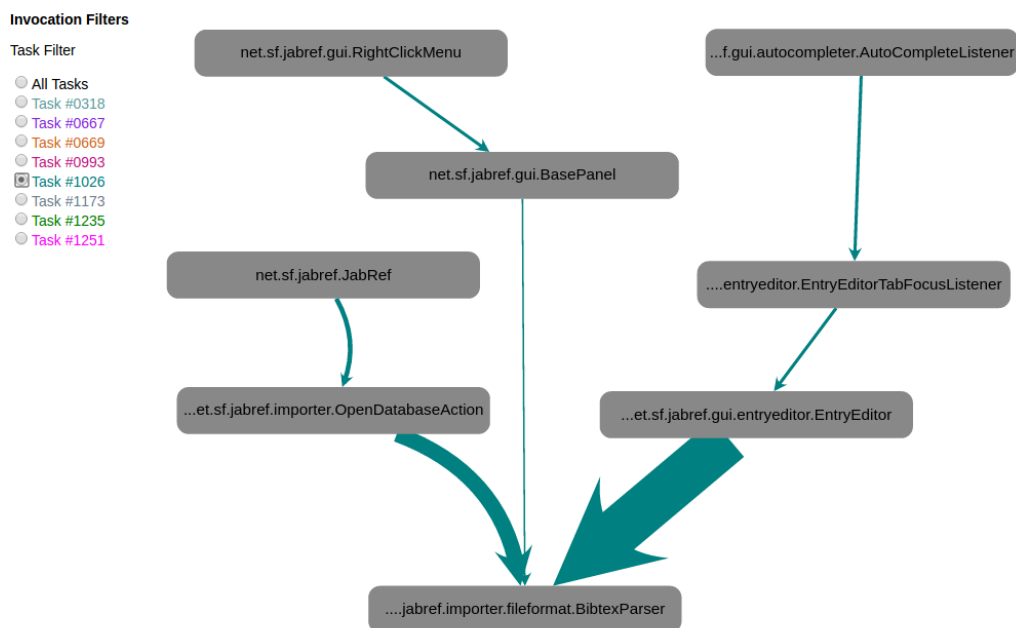 Invocation Filters
Task Filter
All Tasks
Task #0318
Task #0667
Task #0669
Task #0993
Task #1026
Task #1173
Task #1235
Task #1251
net.sf.jabref.gui.RightClickMenu
...f.gui.autocompleter.AutoCompleteListener
net.sf.jabref.gui.BasePanel
net.sf.jabref.JabRef
....entryeditor.EntryEditorTabFocusListener
...et.sf.jabref.importer.OpenDatabaseAction
...et.sf.jabref.gui.entryeditor.EntryEditor
....jabref.importer.fileformat.BibtexParser